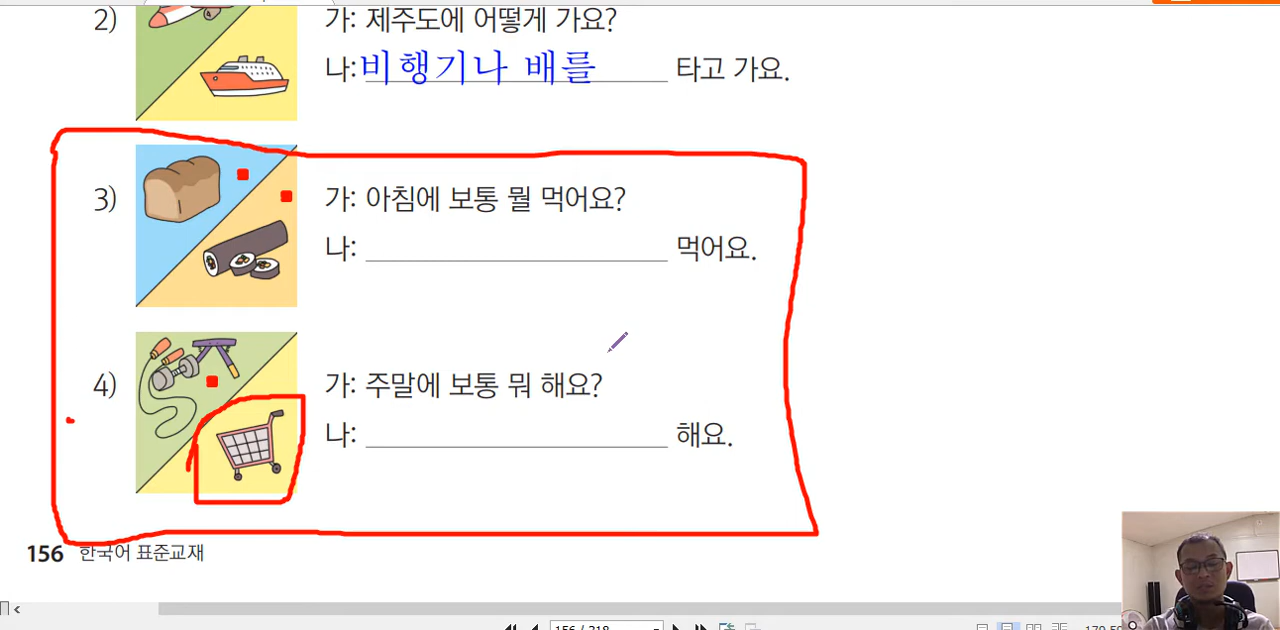 2) 가: 제주도에 어떻게 가요?
나: 비행기나 배를 타고 가요.
3) 가: 아침에 보통 뭘 먹어요?
나: 먹어요.
4) 가: 주말에 보통 뭐 해요?
나: 해요.
156 한국어 표준교재
156 / 218